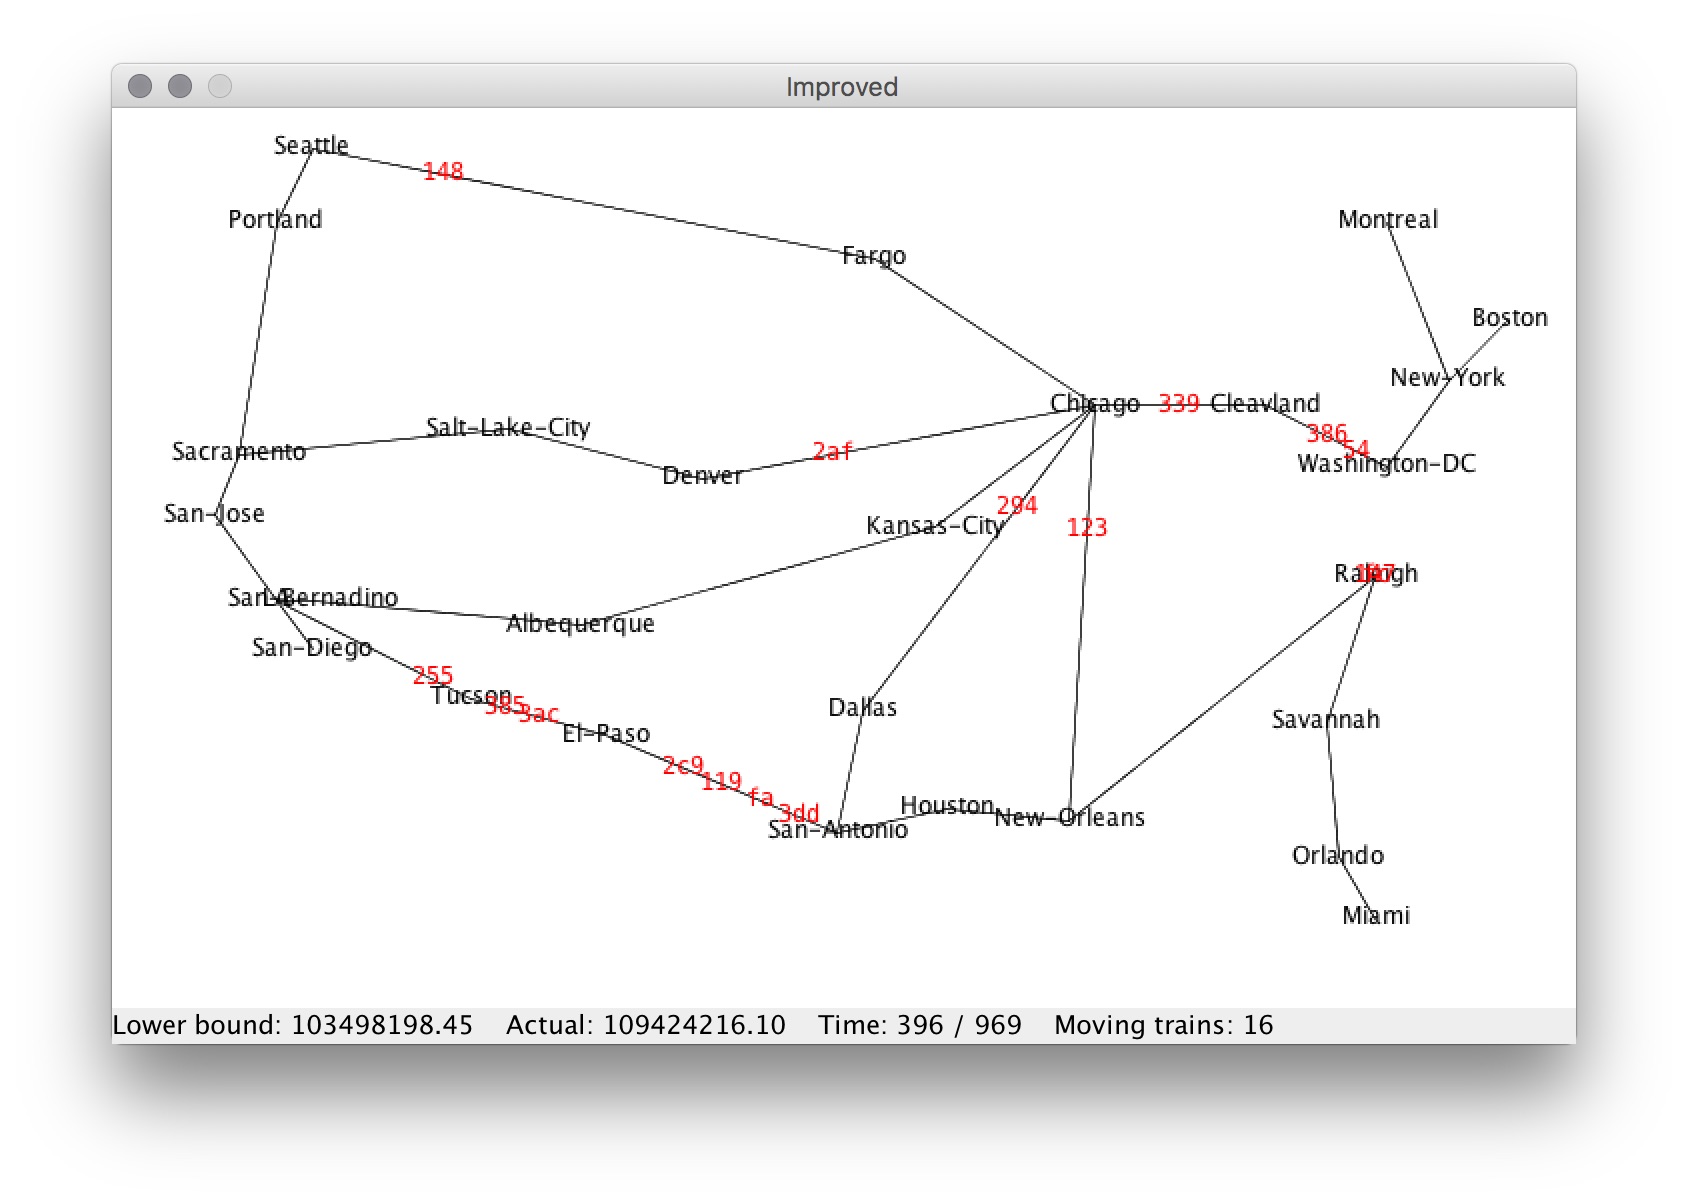 Improved
Seattle
148
Portland
Montreal
Fargo
Boston
New-York
Chicago 339 Cleavland
Salt-Lake-City
386
Sacramento
2af
54
Washington-DC
Denver
294
San-Jose
Kansas-City
123
Raleigh
San-Bernadino
LA
Albequerque
San-Diego
255
Tucson
385
3ac
Dallas
Savannah
El-Paso
2c9
119
fa
Houston
3dd
New-Orleans
San-Antonio
Orlando
Miami
Lower bound: 103498198.45 Actual: 109424216.10 Time: 396 / 969 Moving trains: 16